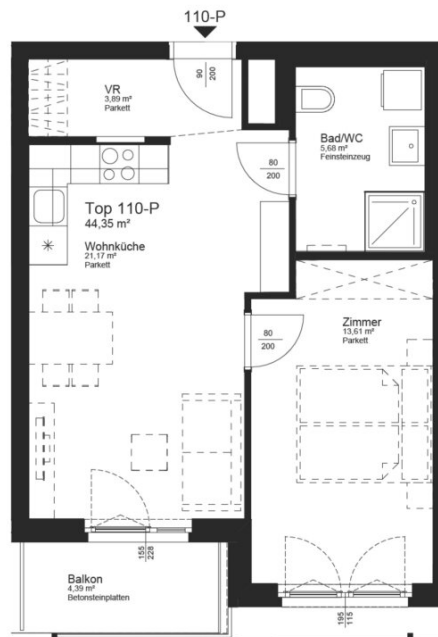 110-P
VR
3,89 m²
Parkett
90
200
Bad/WC
5,68 m²
Feinsteinzeug
80
200
Top 110-P
44,35 m²
Wohnküche
21,17 m²
Parkett
Zimmer
13,61 m²
Parkett
80
200
155
228
Balkon
4,39 m²
Betonsteinplatten
195
115